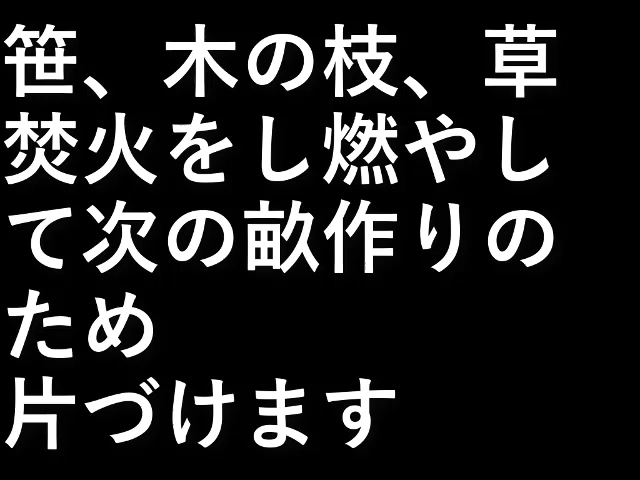 笹、木の枝、草
焚火をし燃やし
て次の畝作りの
ため
片づけます